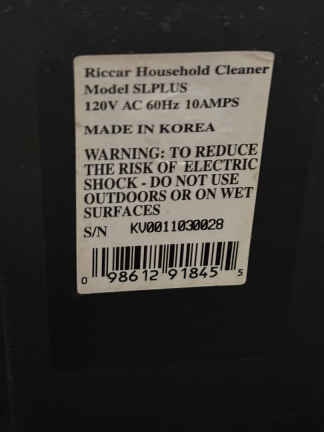 Riccar Household Cleaner
Model SLPLUS
120V AC 60Hz 10AMPS
MADE IN KOREA
WARNING: TO REDUCE
THE RISK OF ELECTRIC
SHOCK - DO NOT USE
OUTDOORS OR ON WET
SURFACES
S/N KV0011030028
0 98612 91845 5